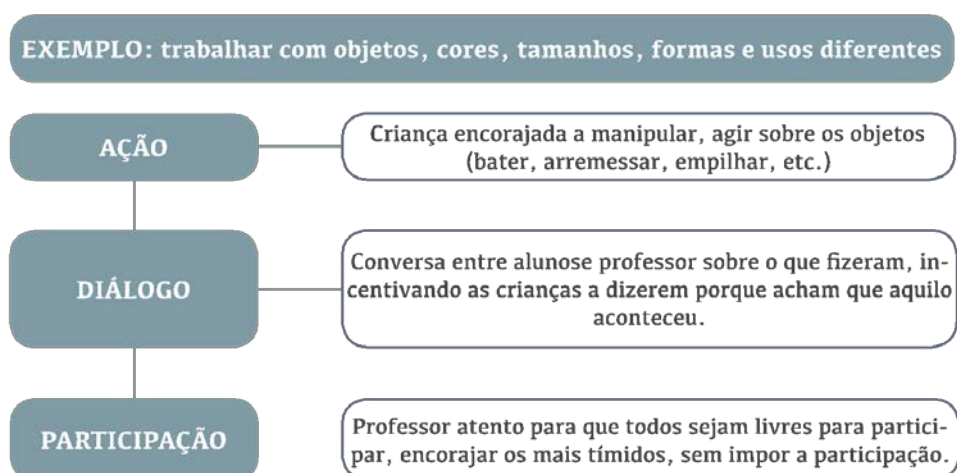 EXEMPLO: trabalhar com objetos, cores, tamanhos, formas e usos diferentes
AÇÃO
Criança encorajada a manipular, agir sobre os objetos
(bater, arremessar, empilhar, etc.)
DIÁLOGO
Conversa entre alunose professor sobre o que fizeram, in-
centivando as crianças a dizerem porque acham que aquilo
aconteceu.
PARTICIPAÇÃO
Professor atento para que todos sejam livres para partici-
par, encorajar os mais tímidos, sem impor a participação.